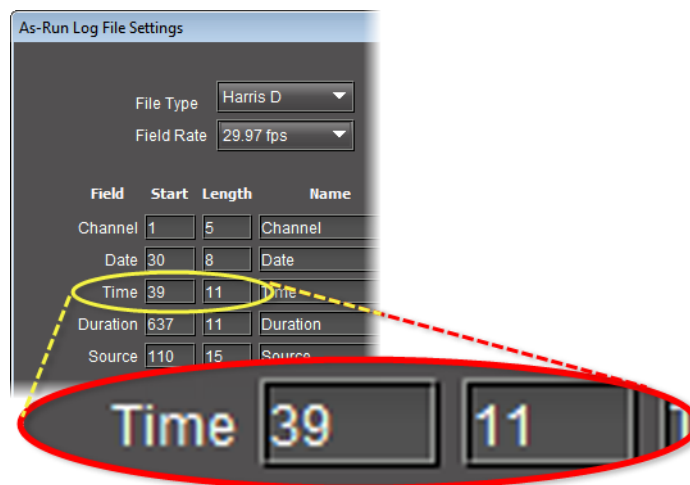 As-Run Log File Settings
File Type Harris D
Field Rate 29.97 fps
Field Start Length Name
Channel 1 5 Channel
Date 30 8 Date
Time 39 11 Time
Duration 637 11 Duration
Source 110 15 Source
Time 39 11